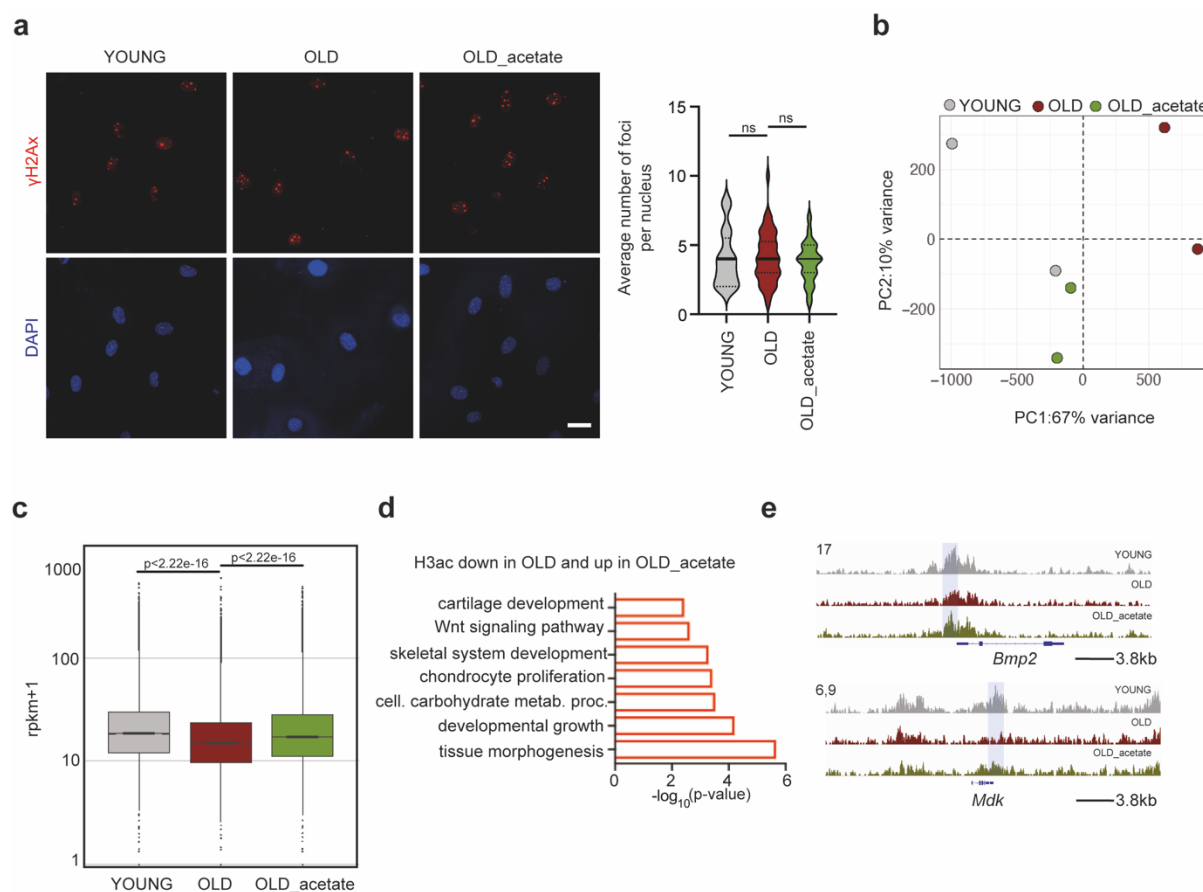 a
YOUNG
OLD
OLD_acetate
γH2Ax
DAPI
Average number of foci
per nucleus
15
10
5
0
ns
ns
YOUNG
OLD
OLD_acetate
b
YOUNG OLD OLD_acetate
PC2:10% variance
200
0
−200
−1000
−500
0
500
PC1:67% variance
c
p<2.22e-16
p<2.22e-16
rpkm+1
1000
100
10
1
YOUNG
OLD
OLD_acetate
d
H3ac down in OLD and up in OLD_acetate
cartilage development
Wnt signaling pathway
skeletal system development
chondrocyte proliferation
cell. carbohydrate metab. proc.
developmental growth
tissue morphogenesis
0 2 4 6
-log10(p-value)
e
17
YOUNG
OLD
OLD_acetate
Bmp2
3.8kb
6,9
YOUNG
OLD
OLD_acetate
Mdk
3.8kb